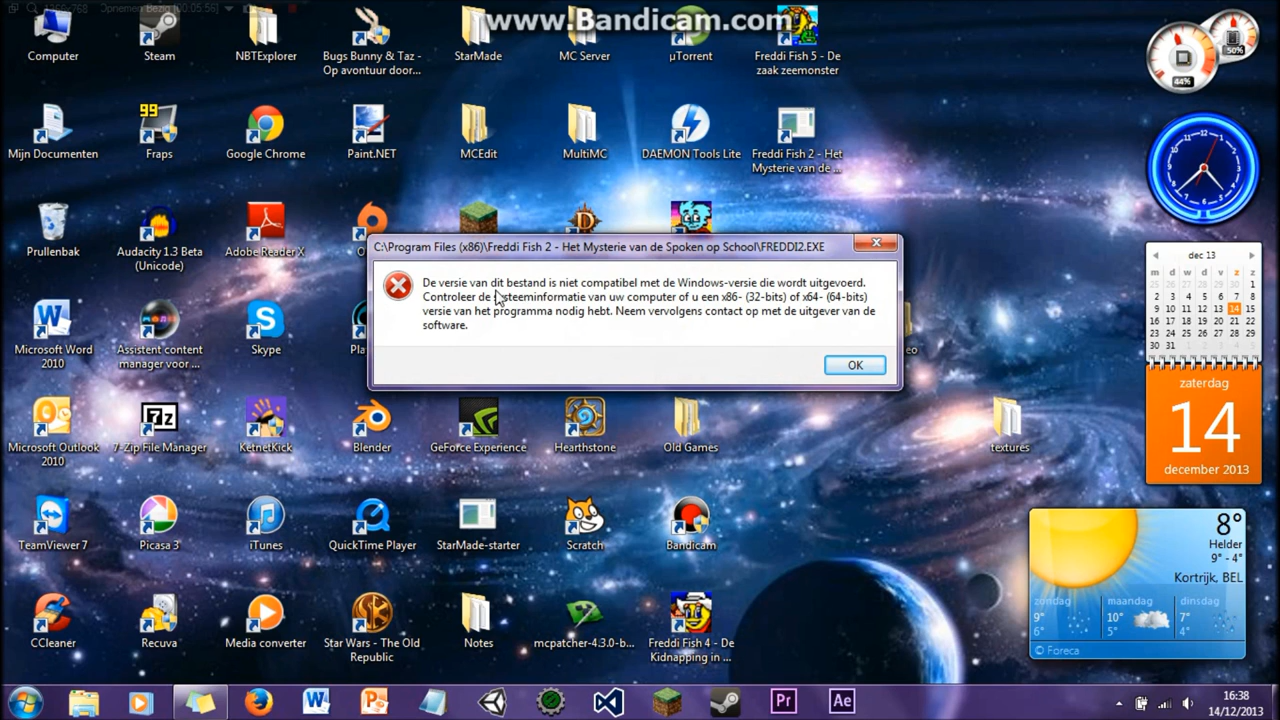 1366x768 Opnemen Bezig [00:05:56]
www.Bandicam.com
Computer
Steam
NBTExplorer
Bugs Bunny & Taz -
Op avontuur door...
StarMade
MC Server
µTorrent
Freddi Fish 5 - De
zaak zeemonster
50%
44%
Mijn Documenten
99
Fraps
Google Chrome
Paint.NET
MCEdit
MultiMC
DAEMON Tools Lite
Freddi Fish 2 - Het
Mysterie van de ...
Prullenbak
Audacity 1.3 Beta
(Unicode)
Adobe Reader X
C:\Program Files (x86)\Freddi Fish 2 - Het Mysterie van de Spoken op School\FREDDI2.EXE
De versie van dit bestand is niet compatibel met de Windows-versie die wordt uitgevoerd.
Controleer de systeeminformatie van uw computer of u een x86- (32-bits) of x64- (64-bits)
versie van het programma nodig hebt. Neem vervolgens contact op met de uitgever van de
software.
OK
dec 13
m d w d v z z
1
2 3 4 5 6 7 8
9 10 11 12 13 14 15
16 17 18 19 20 21 22
23 24 25 26 27 28 29
30 31 1 2 3 4 5
zaterdag
14
december 2013
Microsoft Word
2010
Assistent content
manager voor ...
Skype
Microsoft Outlook
2010
7-Zip File Manager
KetnetKick
Blender
GeForce Experience
Hearthstone
Old Games
textures
TeamViewer 7
Picasa 3
iTunes
QuickTime Player
StarMade-starter
Scratch
Bandicam
8°
Helder
9° - 4°
Kortrijk, BEL
zondag
9°
6°
maandag
10°
5°
dinsdag
7°
4°
© Foreca
CCleaner
Recuva
Media converter
Star Wars - The Old
Republic
Notes
mcpatcher-4.3.0-b...
Freddi Fish 4 - De
Kidnapping in ...
Pr
Ae
16:38
14/12/2013